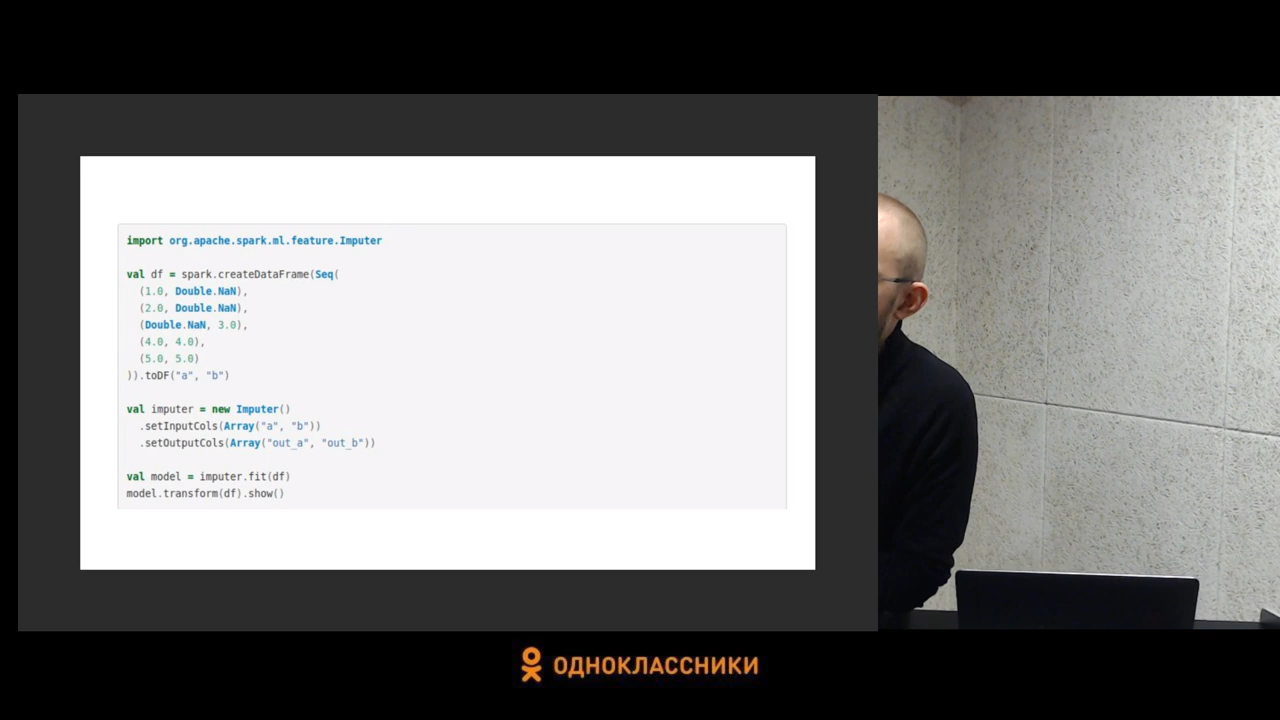 import org.apache.spark.ml.feature.Imputer
val df = spark.createDataFrame(Seq(
(1.0, Double.NaN),
(2.0, Double.NaN),
(Double.NaN, 3.0),
(4.0, 4.0),
(5.0, 5.0)
)).toDF("a", "b")
val imputer = new Imputer()
.setInputCols(Array("a", "b"))
.setOutputCols(Array("out_a", "out_b"))
val model = imputer.fit(df)
model.transform(df).show()
ОДНОКЛАССНИКИ